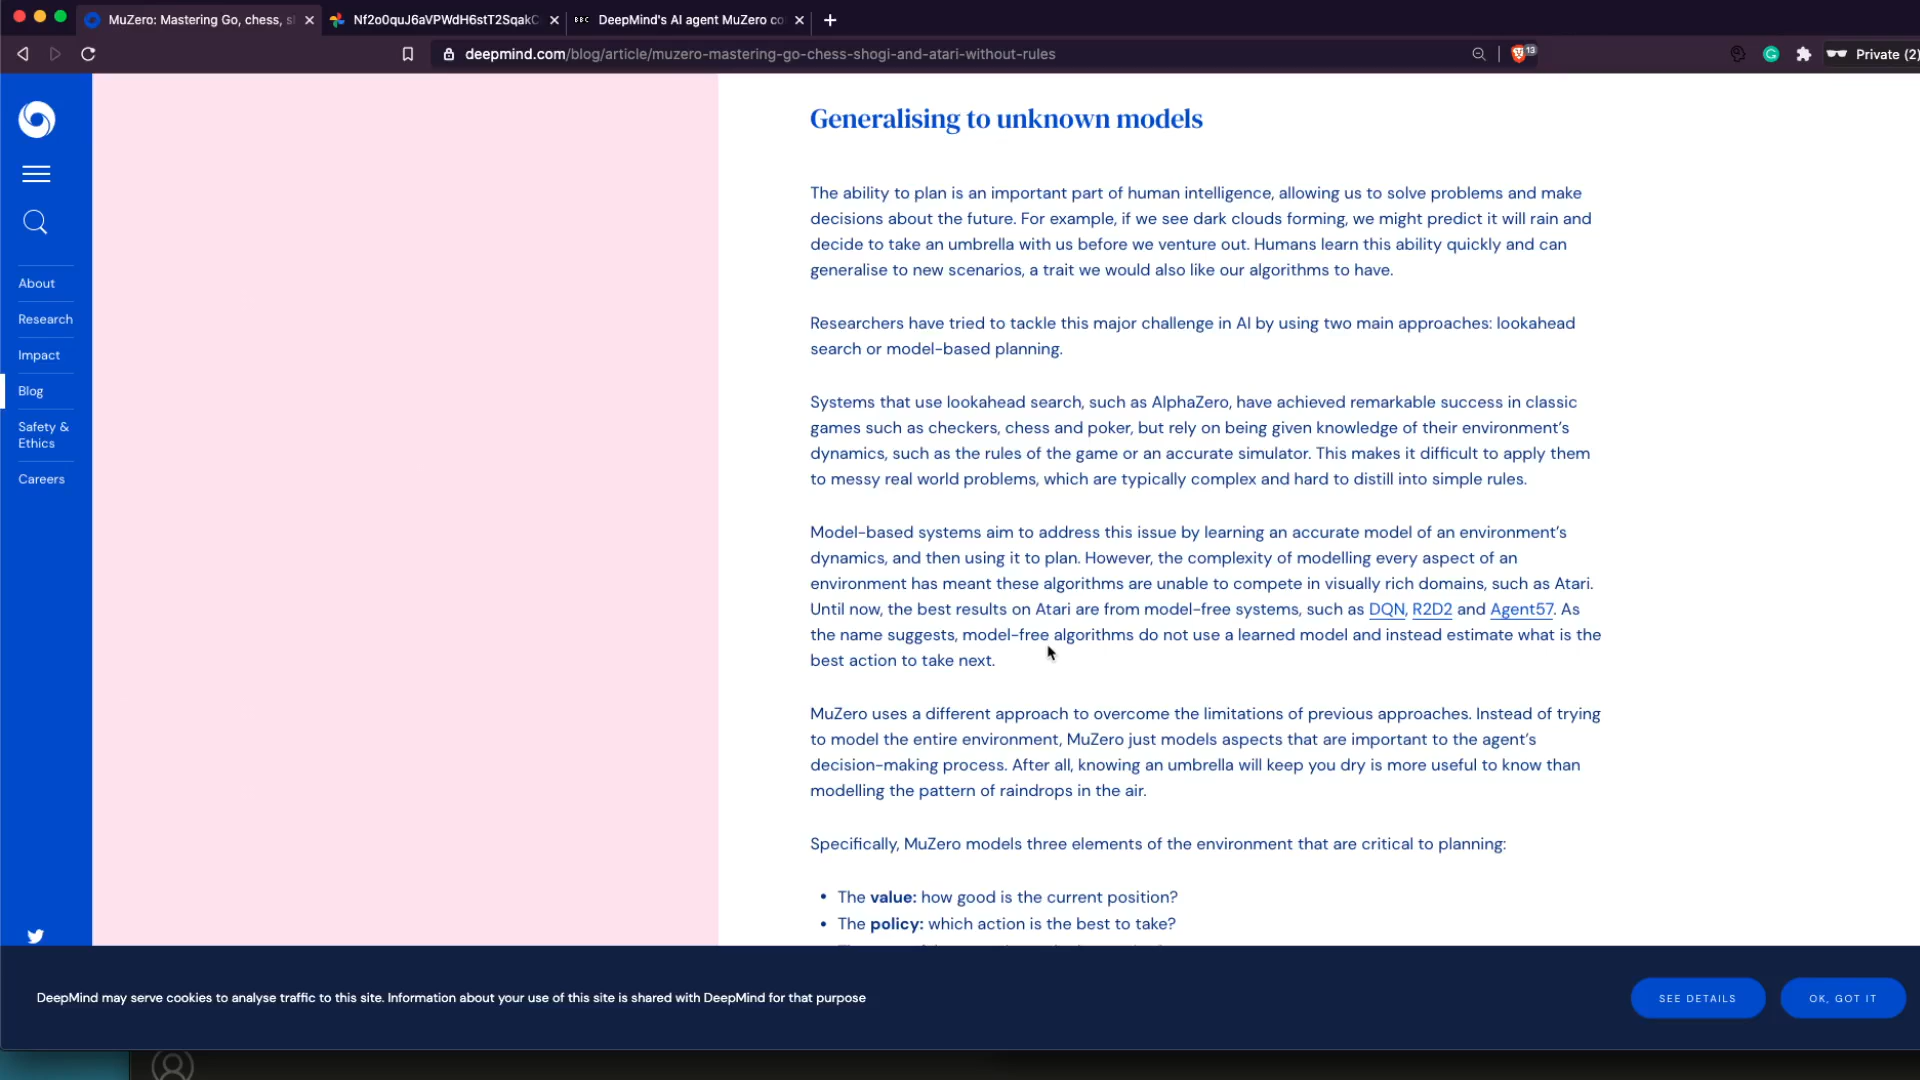 MuZero: Mastering Go, chess, s
Nf2o0quJ6aVPWdH6stT2SqakC
BBC DeepMind's AI agent MuZero co
deepmind.com/blog/article/muzero-mastering-go-chess-shogi-and-atari-without-rules
13
Private (2)
About
Research
Impact
Blog
Safety &
Ethics
Careers
Generalising to unknown models
The ability to plan is an important part of human intelligence, allowing us to solve problems and make
decisions about the future. For example, if we see dark clouds forming, we might predict it will rain and
decide to take an umbrella with us before we venture out. Humans learn this ability quickly and can
generalise to new scenarios, a trait we would also like our algorithms to have.
Researchers have tried to tackle this major challenge in AI by using two main approaches: lookahead
search or model-based planning.
Systems that use lookahead search, such as AlphaZero, have achieved remarkable success in classic
games such as checkers, chess and poker, but rely on being given knowledge of their environment's
dynamics, such as the rules of the game or an accurate simulator. This makes it difficult to apply them
to messy real world problems, which are typically complex and hard to distill into simple rules.
Model-based systems aim to address this issue by learning an accurate model of an environment's
dynamics, and then using it to plan. However, the complexity of modelling every aspect of an
environment has meant these algorithms are unable to compete in visually rich domains, such as Atari.
Until now, the best results on Atari are from model-free systems, such as DQN, R2D2 and Agent57. As
the name suggests, model-free algorithms do not use a learned model and instead estimate what is the
best action to take next.
MuZero uses a different approach to overcome the limitations of previous approaches. Instead of trying
to model the entire environment, MuZero just models aspects that are important to the agent's
decision-making process. After all, knowing an umbrella will keep you dry is more useful to know than
modelling the pattern of raindrops in the air.
Specifically, MuZero models three elements of the environment that are critical to planning:
• The value: how good is the current position?
• The policy: which action is the best to take?
DeepMind may serve cookies to analyse traffic to this site. Information about your use of this site is shared with DeepMind for that purpose
SEE DETAILS
OK, GOT IT